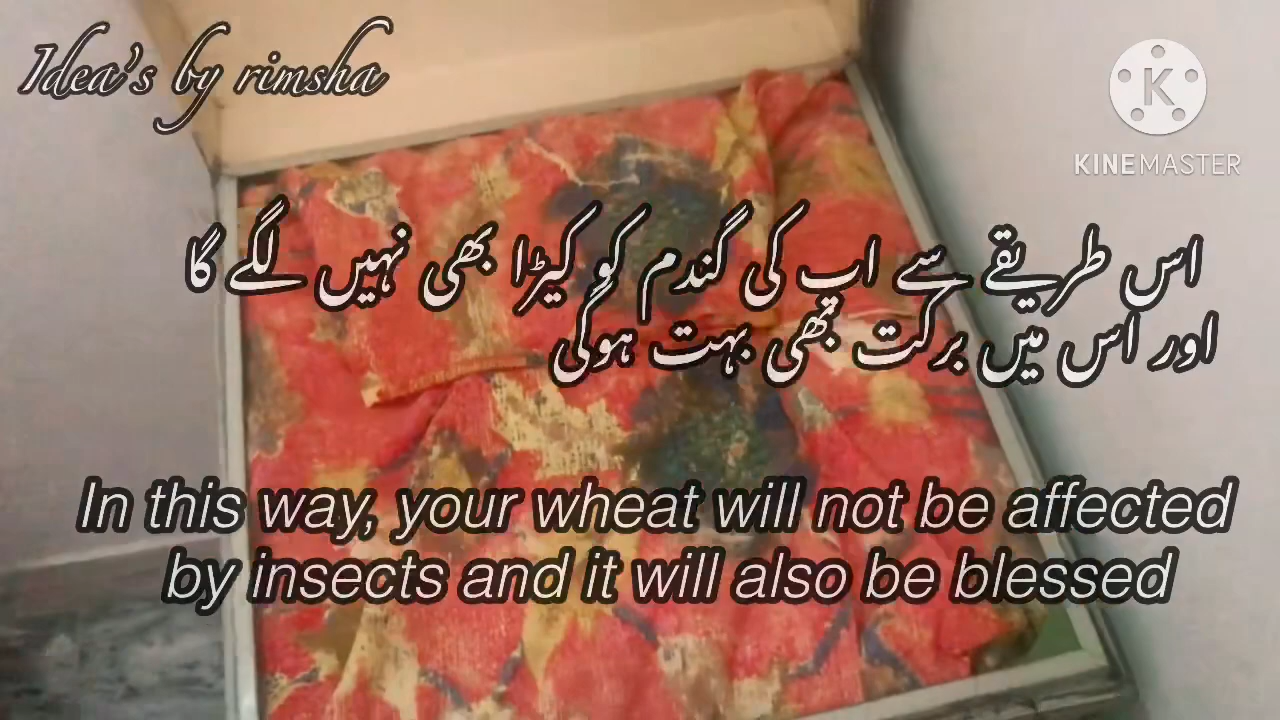 Idea's by rimsha
K
KINEMASTER
اس طریقے سے اپ کی گندم کو کیڑا بھی نہیں لگے گا
اور اس میں برکت بھی بہت ہوگی
In this way, your wheat will not be affected
by insects and it will also be blessed